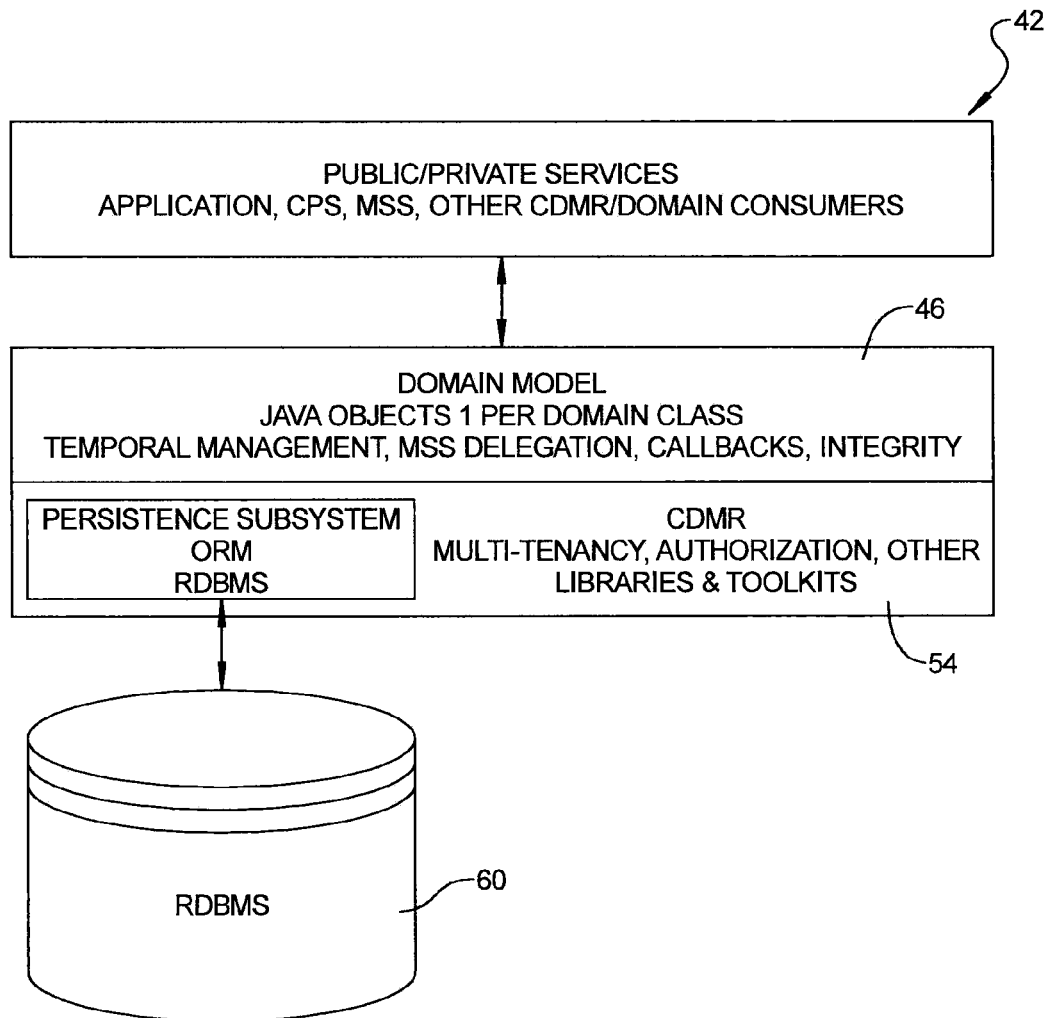 42
PUBLIC/PRIVATE SERVICES
APPLICATION, CPS, MSS, OTHER CDMR/DOMAIN CONSUMERS
46
DOMAIN MODEL
JAVA OBJECTS 1 PER DOMAIN CLASS
TEMPORAL MANAGEMENT, MSS DELEGATION, CALLBACKS, INTEGRITY
PERSISTENCE SUBSYSTEM
ORM
RDBMS
CDMR
MULTI-TENANCY, AUTHORIZATION, OTHER
LIBRARIES & TOOLKITS
54
RDBMS
60